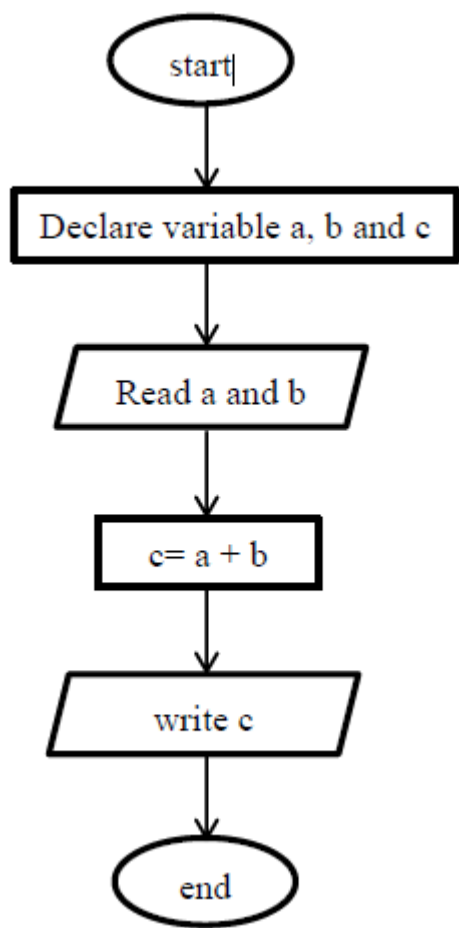 start
Declare variable a, b and c
Read a and b
c= a + b
write c
end